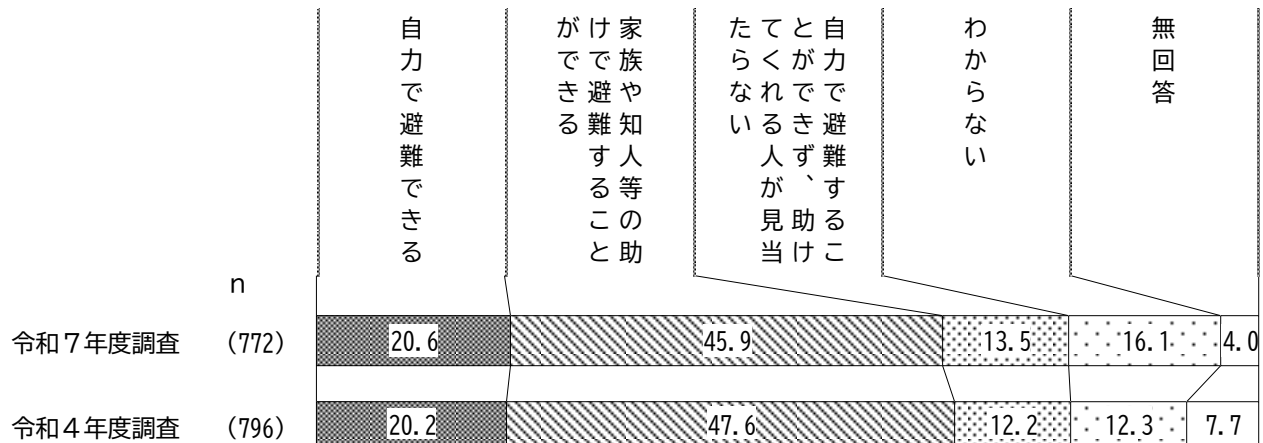 自力で避難できる
家族や知人等の助
けで避難すること
ができる
自力で避難するこ
とができず、助け
てくれる人が見当
たらない
わからない
無回答
n
令和７年度調査 (772) 20.6 45.9 13.5 16.1 4.0
令和４年度調査 (796) 20.2 47.6 12.2 12.3 7.7